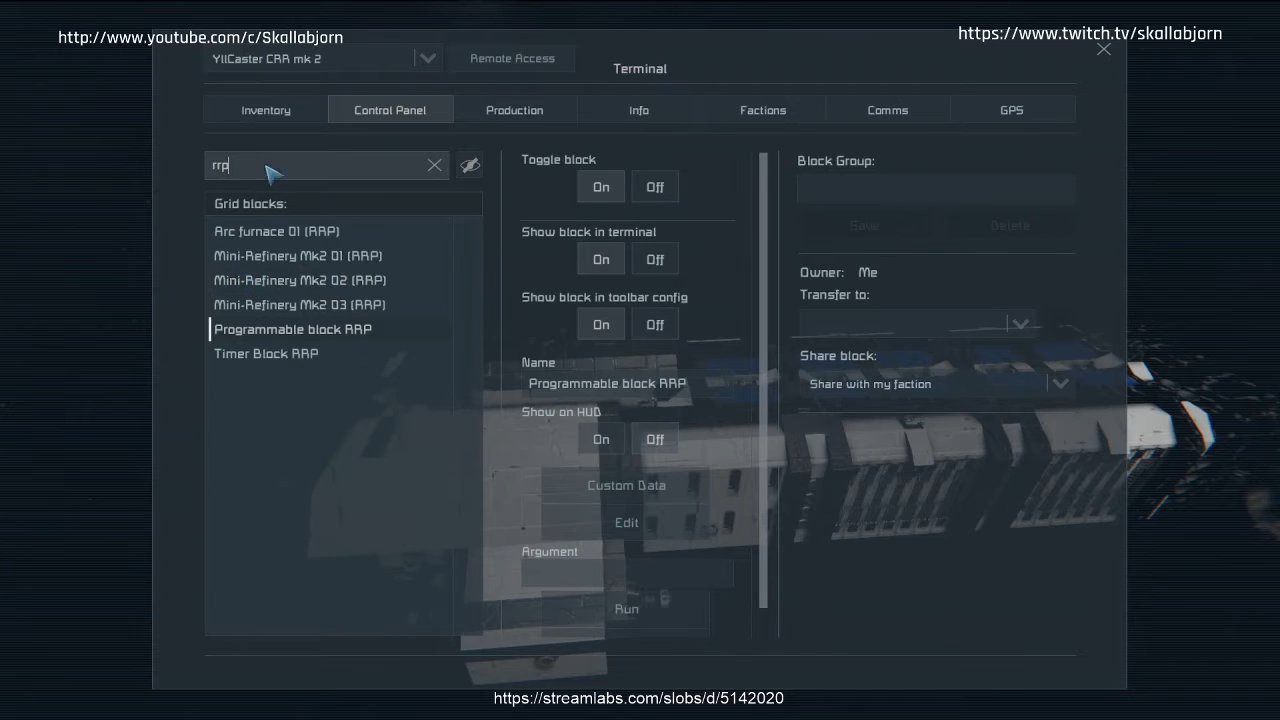 http://www.youtube.com/c/Skallabjorn
https://www.twitch.tv/skallabjorn
YllCaster CRR mk 2
Remote Access
Terminal
Inventory
Control Panel
Production
Info
Factions
Comms
GPS
rrp
Grid blocks:
Arc furnace 01 (RRP)
Mini-Refinery Mk2 01 (RRP)
Mini-Refinery Mk2 02 (RRP)
Mini-Refinery Mk2 03 (RRP)
Programmable block RRP
Timer Block RRP
Toggle block
On Off
Show block in terminal
On Off
Show block in toolbar config
On Off
Name
Programmable block RRP
Show on HUD
On Off
Custom Data
Edit
Argument
Run
Block Group:
Save Delete
Owner: Me
Transfer to:
Share block:
Share with my faction
https://streamlabs.com/slobs/d/5142020